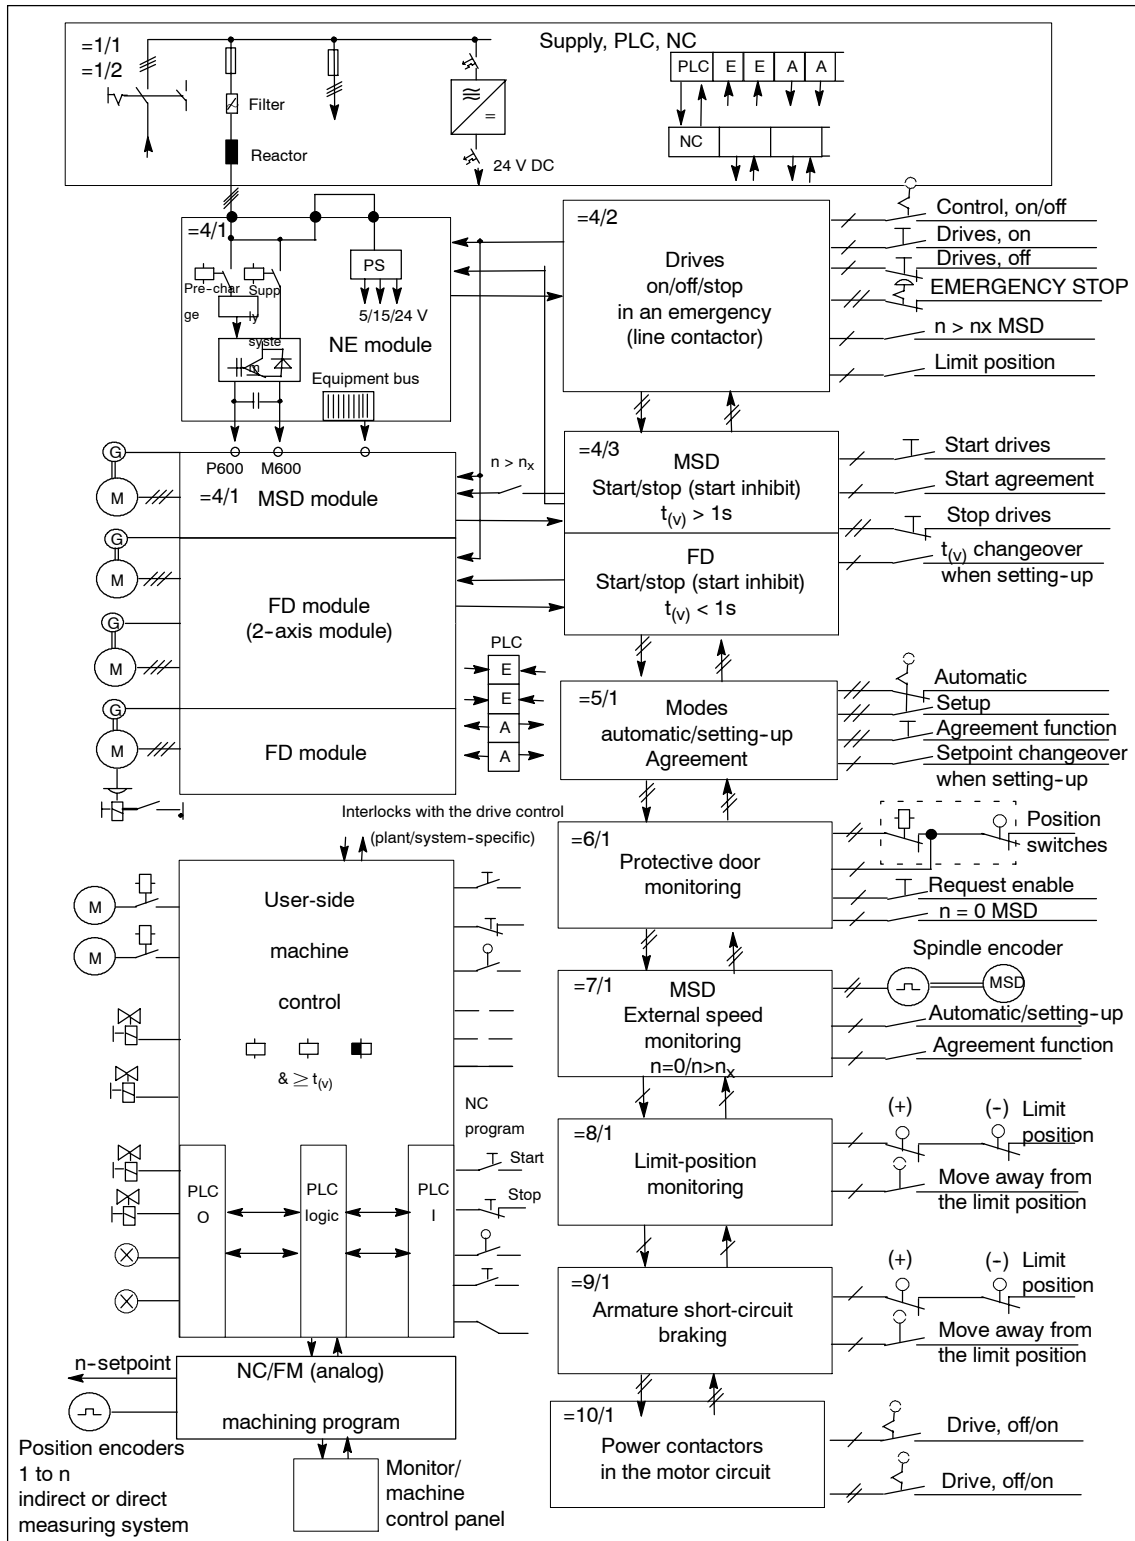 =1/1
=1/2
Supply, PLC, NC
PLC E E A A
NC
Filter
Reactor
24 V DC
=4/1
Pre-char
ge
Supp
ly
syste
m
PS
5/15/24 V
NE module
Equipment bus
P600
M600
=4/1
MSD module
n > nx
G
M
G
M
FD module
(2-axis module)
G
M
G
M
FD module
PLC
E
E
A
A
=4/2
Drives
on/off/stop
in an emergency
(line contactor)
Control, on/off
Drives, on
Drives, off
EMERGENCY STOP
n > nx MSD
Limit position
=4/3
MSD
Start/stop (start inhibit)
t(v) > 1s
FD
Start/stop (start inhibit)
t(v) < 1s
Start drives
Start agreement
Stop drives
t(v) changeover
when setting-up
=5/1
Modes
automatic/setting-up
Agreement
Automatic
Setup
Agreement function
Setpoint changeover
when setting-up
Interlocks with the drive control
(plant/system-specific)
=6/1
Protective door
monitoring
Position
switches
Request enable
n = 0 MSD
User-side
machine
control
& ≥ t(v)
M
M
=7/1
MSD
External speed
monitoring
n=0/n>nx
Spindle encoder
MSD
Automatic/setting-up
Agreement function
NC
program
Start
Stop
PLC
O
PLC
logic
PLC
I
=8/1
Limit-position
monitoring
(+) (-) Limit
position
Move away from
the limit position
=9/1
Armature short-circuit
braking
(+) (-) Limit
position
Move away from
the limit position
n-setpoint
NC/FM (analog)
machining program
Position encoders
1 to n
indirect or direct
measuring system
Monitor/
machine
control panel
=10/1
Power contactors
in the motor circuit
Drive, off/on
Drive, off/on